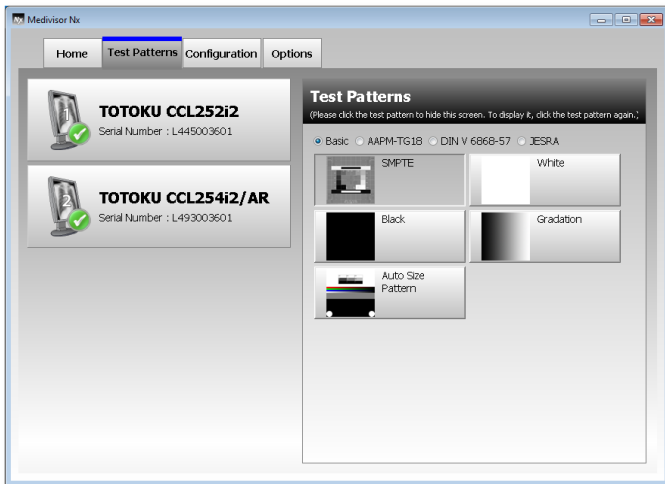 Medivisor Nx
Home
Test Patterns
Configuration
Options
1
TOTOKU CCL252i2
Serial Number : L445003601
2
TOTOKU CCL254i2/AR
Serial Number : L493003601
Test Patterns
(Please click the test pattern to hide this screen. To display it, click the test pattern again.)
Basic AAPM-TG18 DIN V 6868-57 JESRA
SMPTE
White
Black
Gradation
Auto Size
Pattern